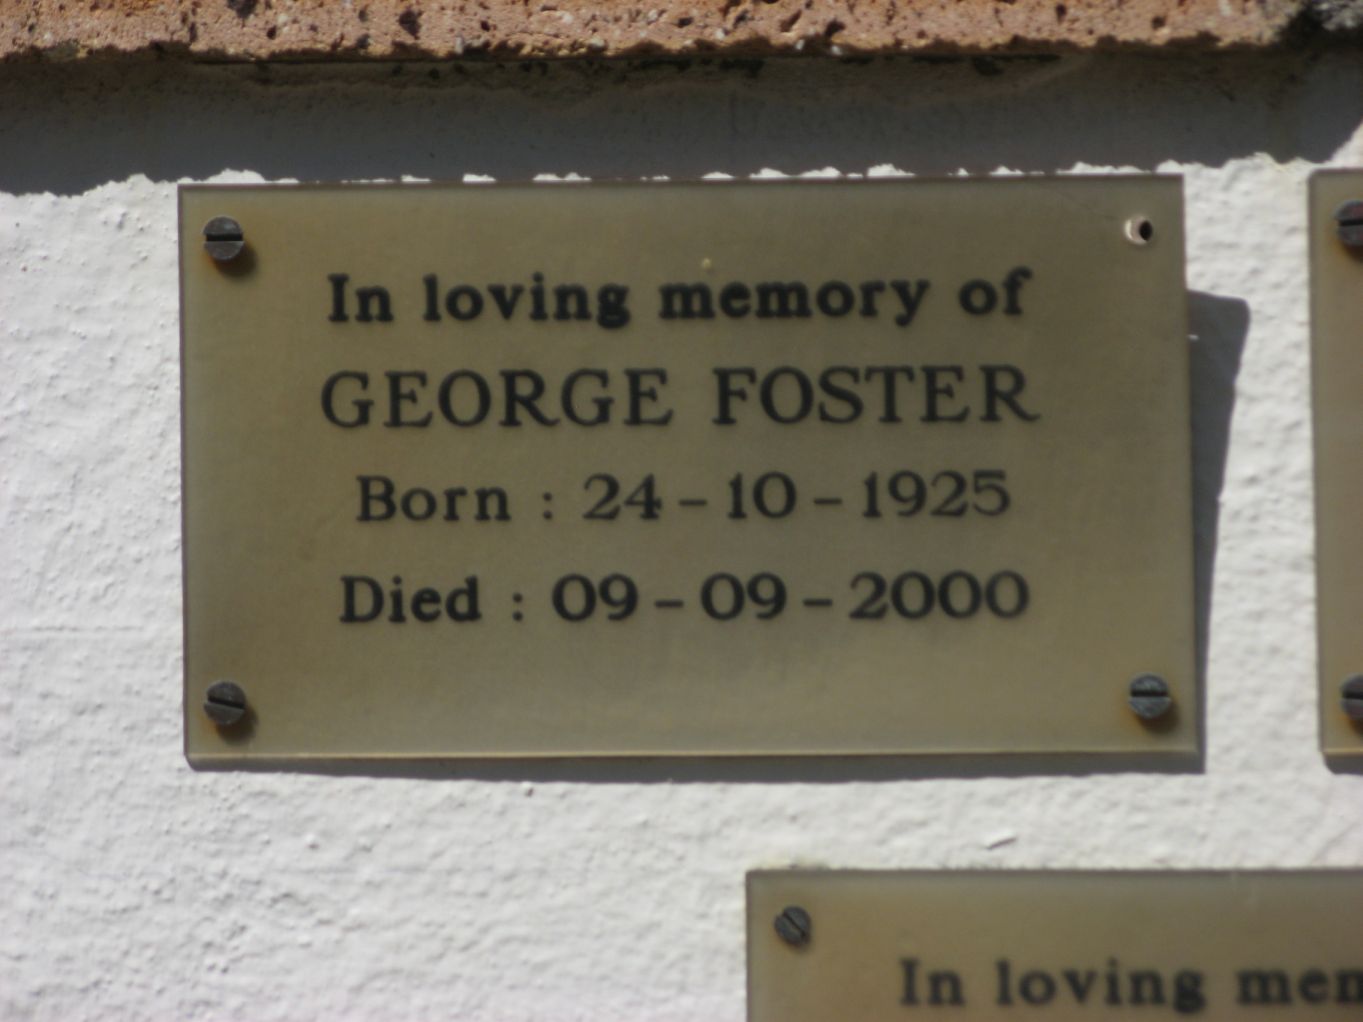 In loving memory of
GEORGE FOSTER
Born : 24 - 10 - 1925
Died : 09 - 09 - 2000
In loving